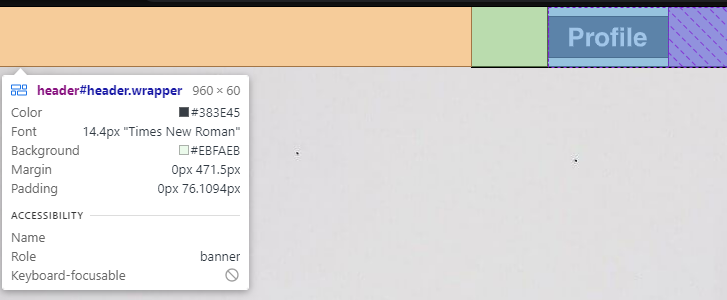 Profile
header#header.wrapper 960 × 60
Color #383E45
Font 14.4px "Times New Roman"
Background #EBFAEB
Margin 0px 471.5px
Padding 0px 76.1094px
ACCESSIBILITY
Name
Role banner
Keyboard-focusable